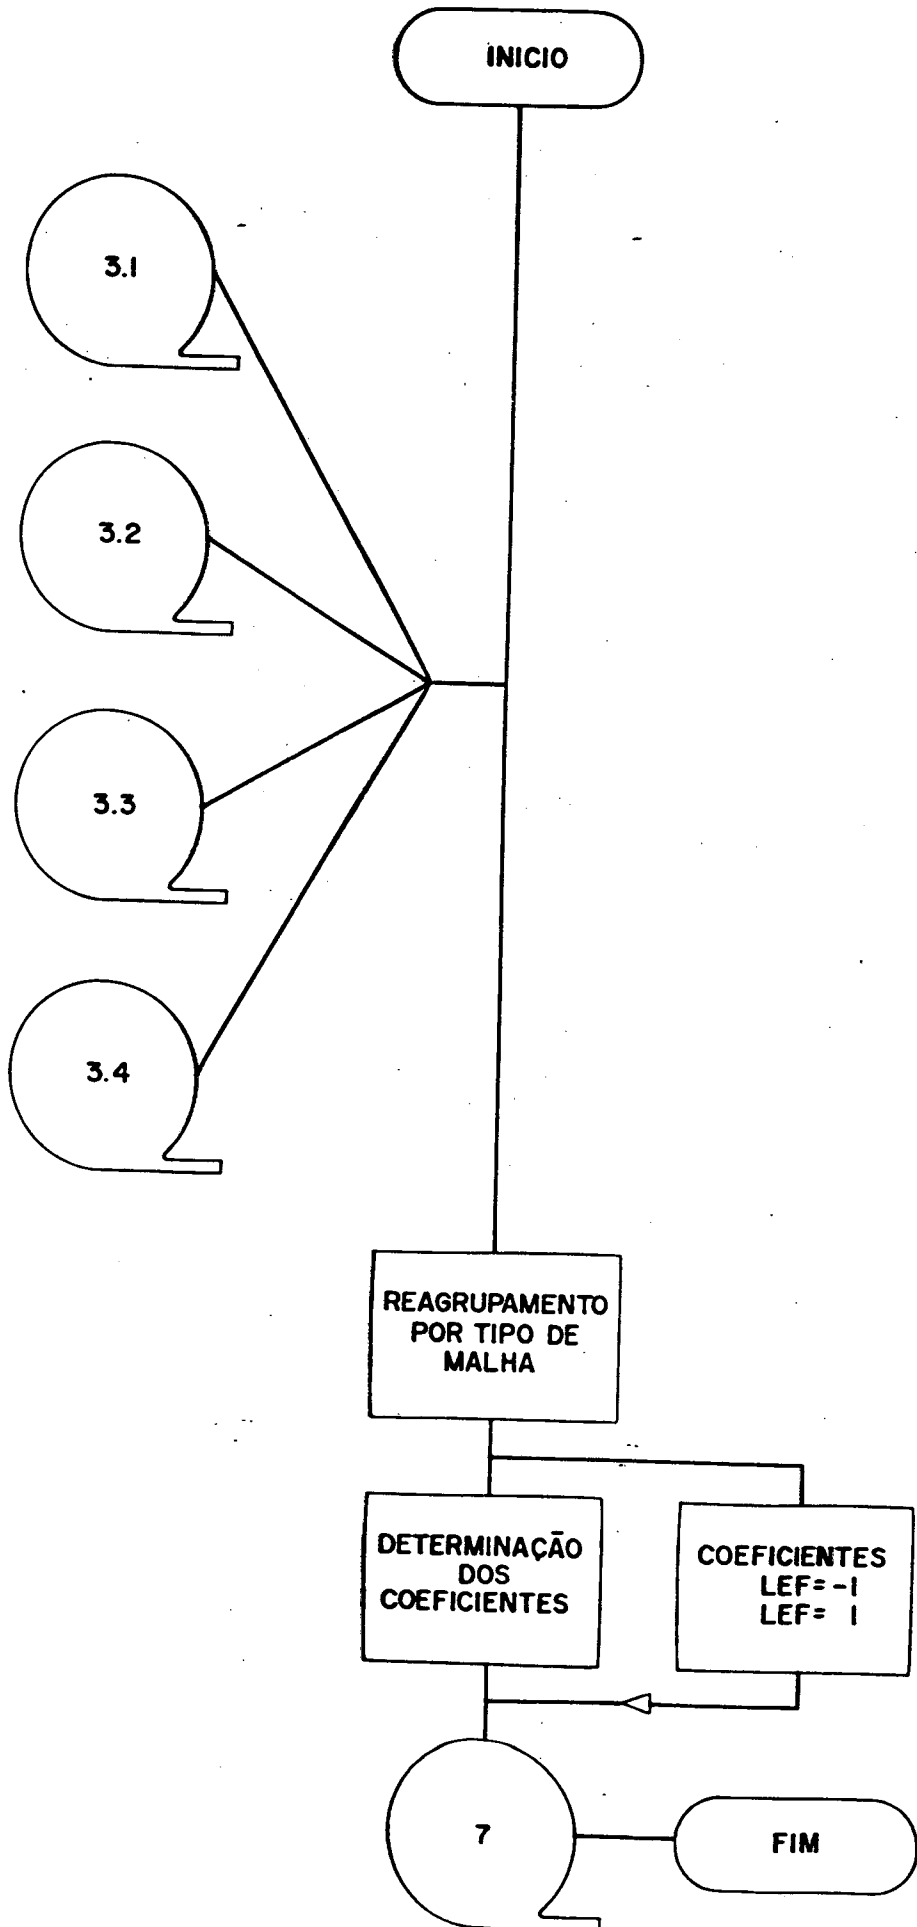 INICIO
3.1
3.2
3.3
3.4
REAGRUPAMENTO
POR TIPO DE
MALHA
DETERMINAÇÃO
DOS
COEFICIENTES
COEFICIENTES
LEF=-1
LEF= 1
7
FIM